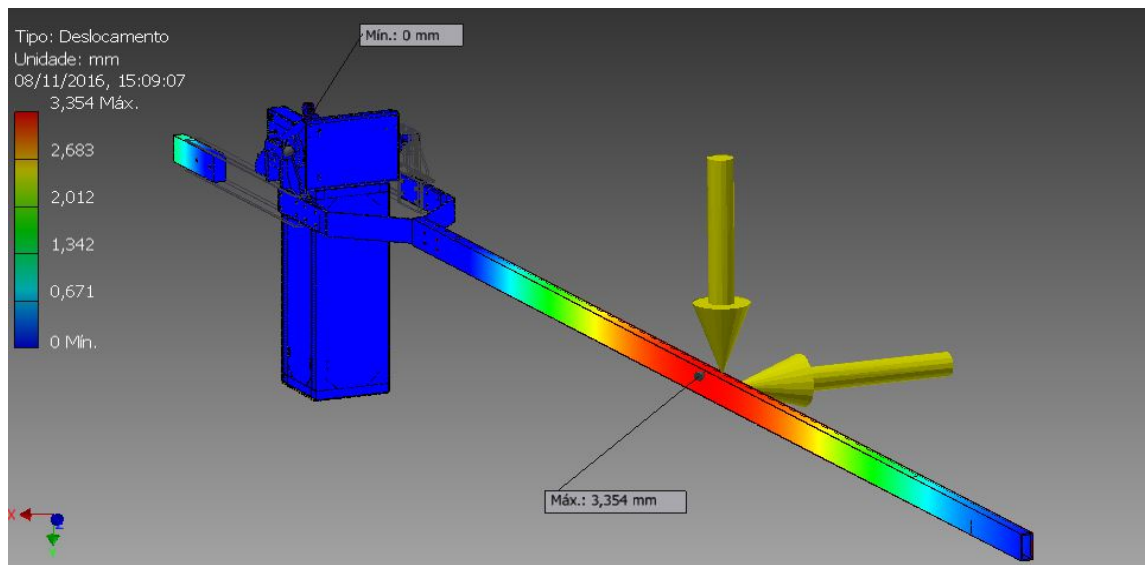 Tipo: Deslocamento
Unidade: mm
08/11/2016, 15:09:07
3,354 Máx.
2,683
2,012
1,342
0,671
0 Mín.
Mín.: 0 mm
Máx.: 3,354 mm
X
Y
Z